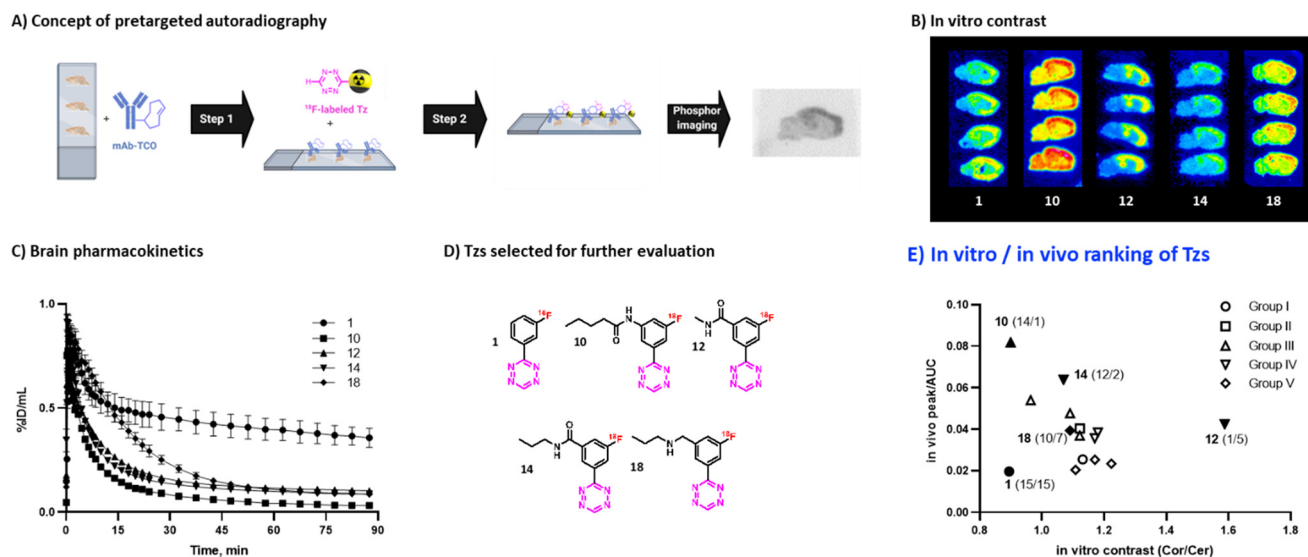 A) Concept of pretargeted autoradiography
B) In vitro contrast
mAb-TCO
Step 1
H
N N
N N
¹⁸F-labeled Tz
+
Step 2
Phosphor
imaging
1 10 12 14 18
C) Brain pharmacokinetics
%ID/mL
1.0
0.5
0.0
0 15 30 45 60 75 90
Time, min
1
10
12
14
18
D) Tzs selected for further evaluation
1
¹⁸F
N N
N N
10
O
H
N
¹⁸F
N N
N N
12
O
N
H
¹⁸F
N N
N N
14
O
N
H
¹⁸F
N N
N N
18
H
N
¹⁸F
N N
N N
E) In vitro / in vivo ranking of Tzs
in vivo peak/AUC
0.10
0.08
0.06
0.04
0.02
0.00
0.8 1.0 1.2 1.4 1.6 1.8
in vitro contrast (Cor/Cer)
10 (14/1)
14 (12/2)
18 (10/7)
12 (1/5)
1 (15/15)
Group I
Group II
Group III
Group IV
Group V